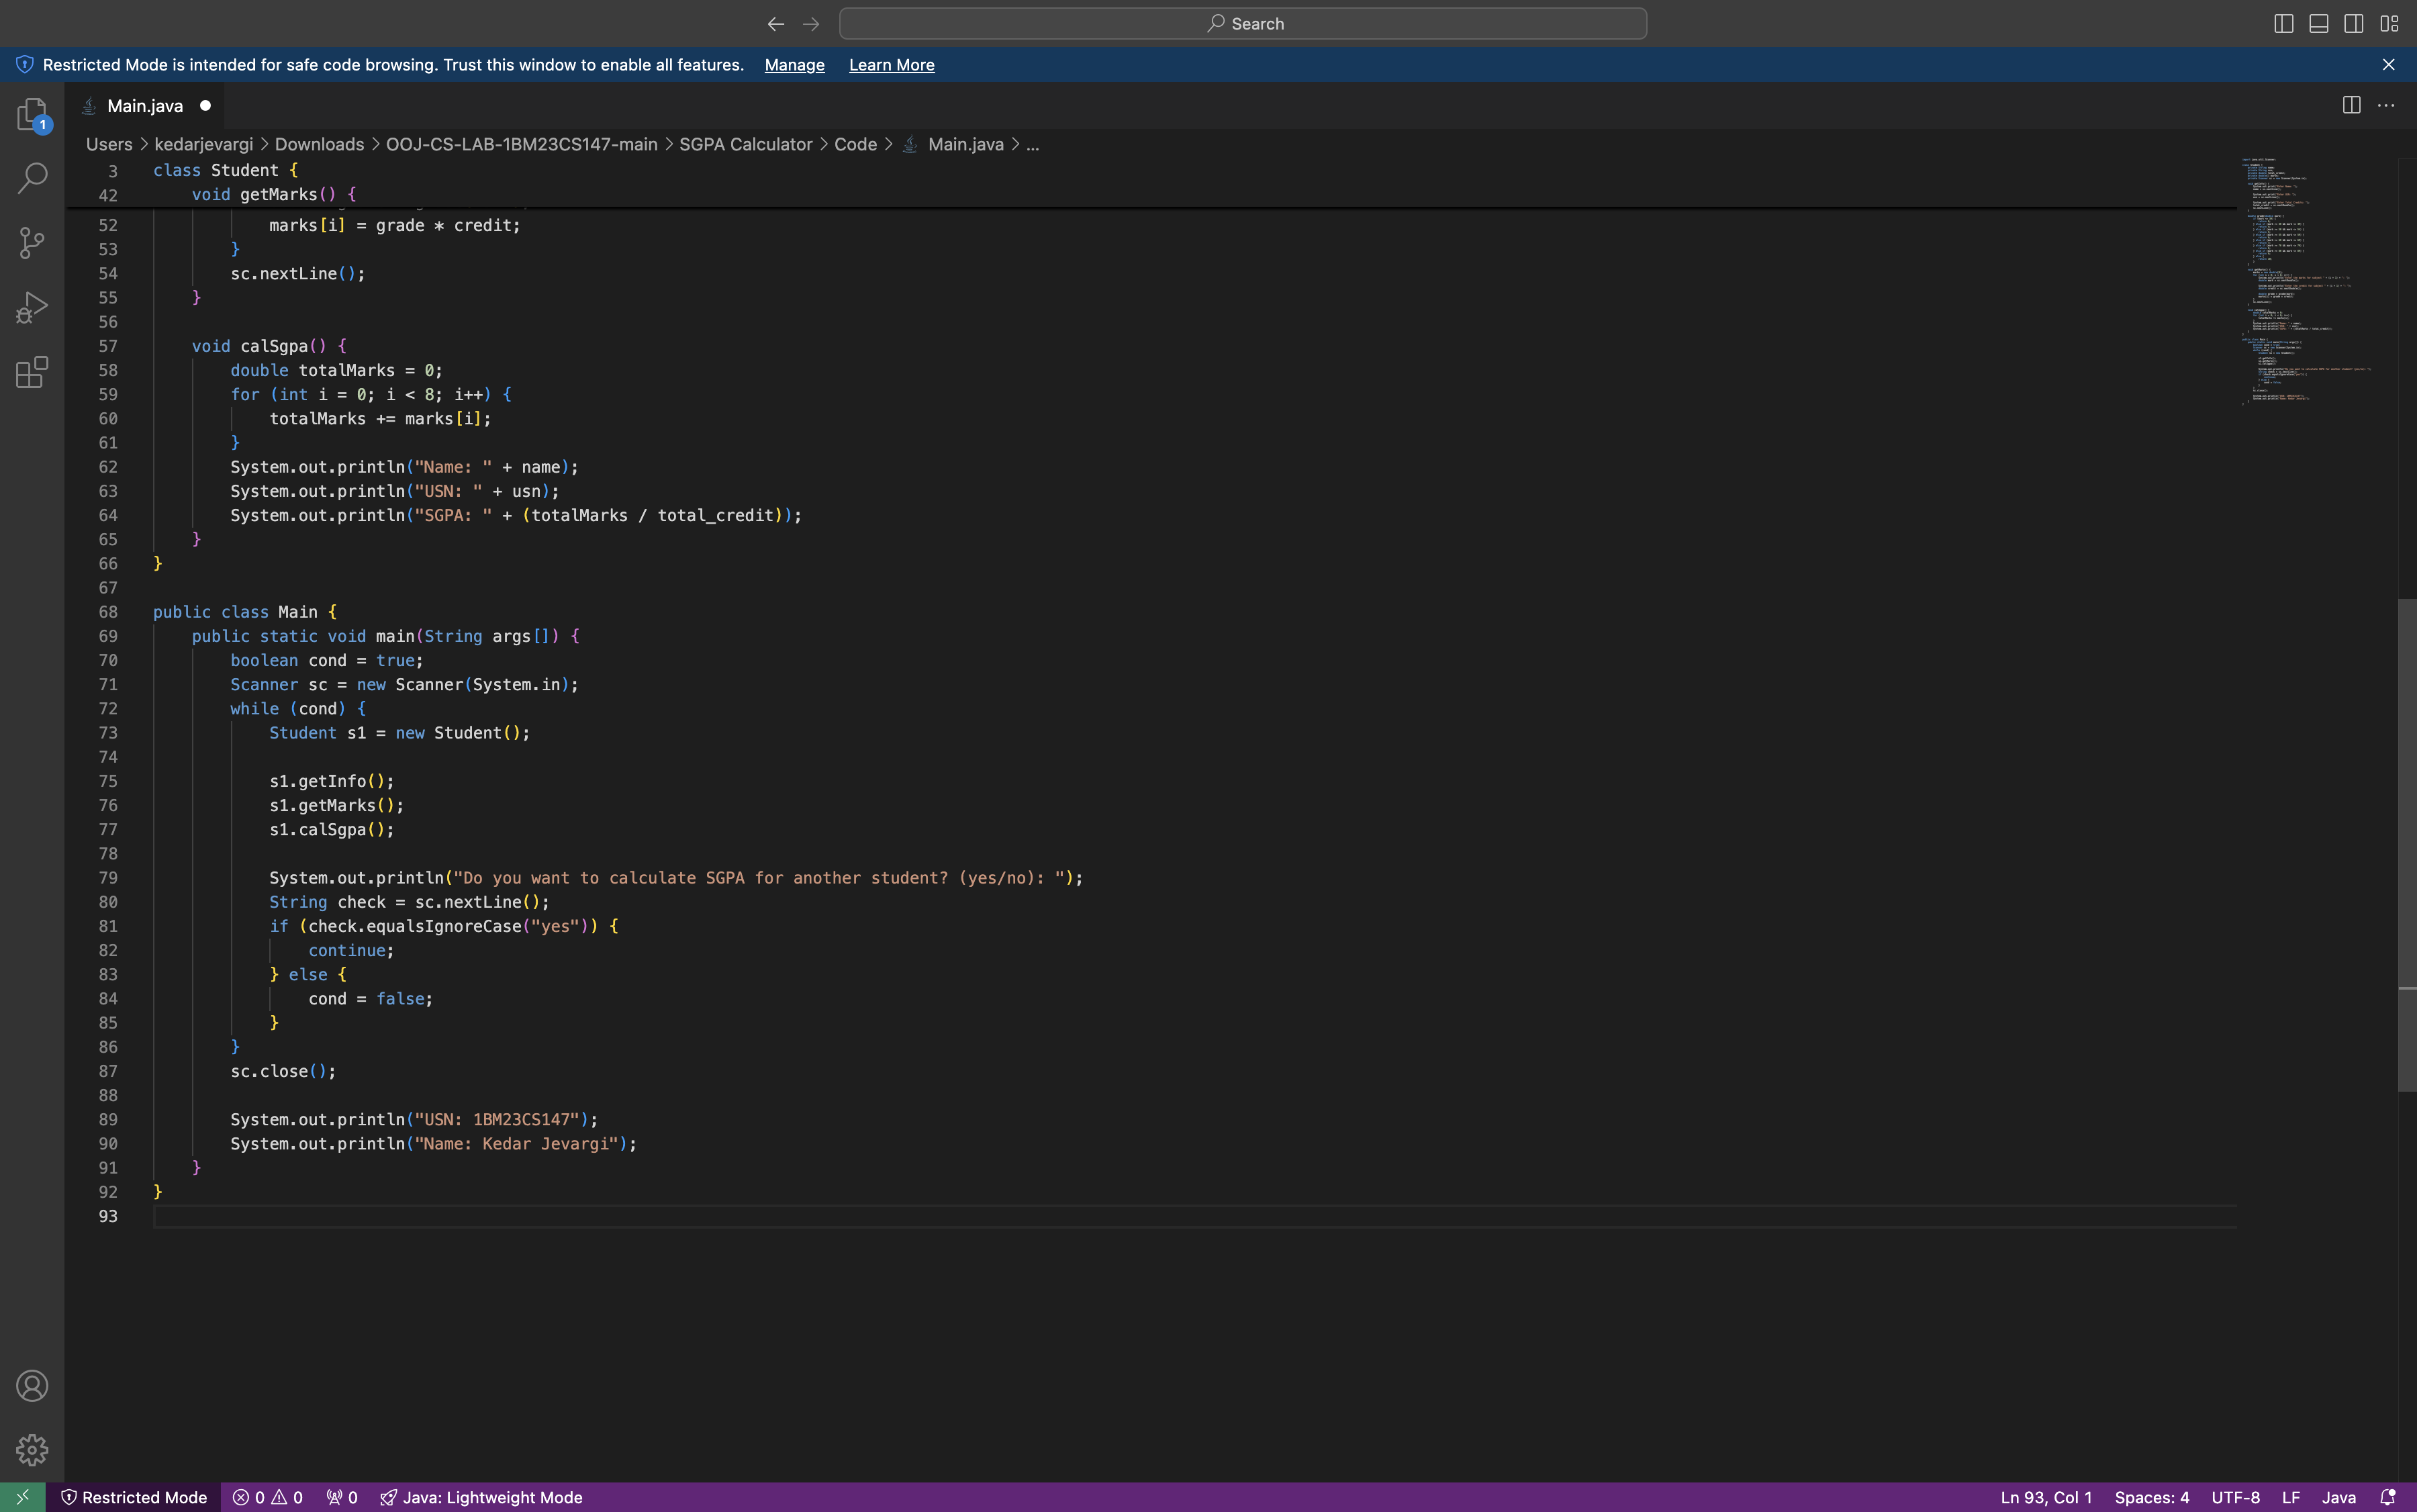 Search
Restricted Mode is intended for safe code browsing. Trust this window to enable all features. Manage Learn More
1
Main.java
Users > kedarjevargi > Downloads > OOJ-CS-LAB-1BM23CS147-main > SGPA Calculator > Code > Main.java > ...
3 class Student {
42 void getMarks() {
52 marks[i] = grade * credit;
53 }
54 sc.nextLine();
55 }
56
57 void calSgpa() {
58 double totalMarks = 0;
59 for (int i = 0; i < 8; i++) {
60 totalMarks += marks[i];
61 }
62 System.out.println("Name: " + name);
63 System.out.println("USN: " + usn);
64 System.out.println("SGPA: " + (totalMarks / total_credit));
65 }
66 }
67
68 public class Main {
69 public static void main(String args[]) {
70 boolean cond = true;
71 Scanner sc = new Scanner(System.in);
72 while (cond) {
73 Student s1 = new Student();
74
75 s1.getInfo();
76 s1.getMarks();
77 s1.calSgpa();
78
79 System.out.println("Do you want to calculate SGPA for another student? (yes/no): ");
80 String check = sc.nextLine();
81 if (check.equalsIgnoreCase("yes")) {
82 continue;
83 } else {
84 cond = false;
85 }
86 }
87 sc.close();
88
89 System.out.println("USN: 1BM23CS147");
90 System.out.println("Name: Kedar Jevargi");
91 }
92 }
93
Restricted Mode 0 0 0 Java: Lightweight Mode Ln 93, Col 1 Spaces: 4 UTF-8 LF Java